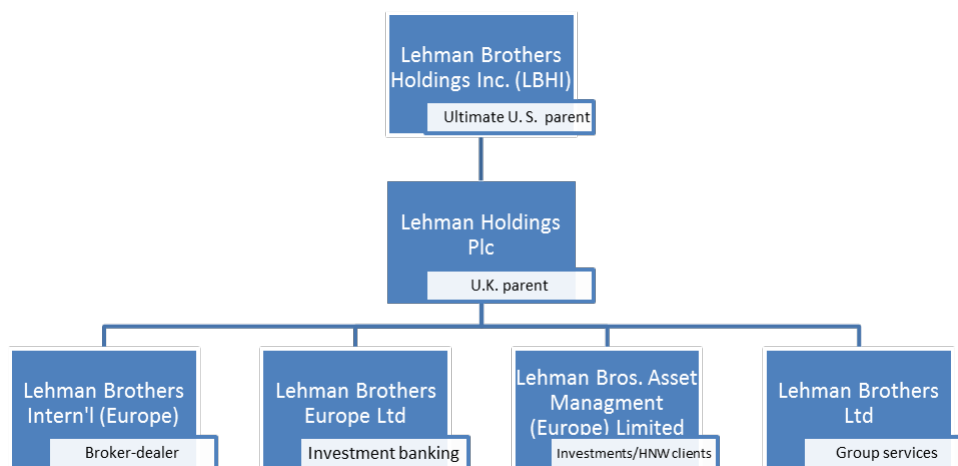 Lehman Brothers
Holdings Inc. (LBHI)
Ultimate U. S. parent
Lehman Holdings
Plc
U.K. parent
Lehman Brothers
Intern'l (Europe)
Broker-dealer
Lehman Brothers
Europe Ltd
Investment banking
Lehman Bros. Asset
Managment
(Europe) Limited
Investments/HNW clients
Lehman Brothers
Ltd
Group services